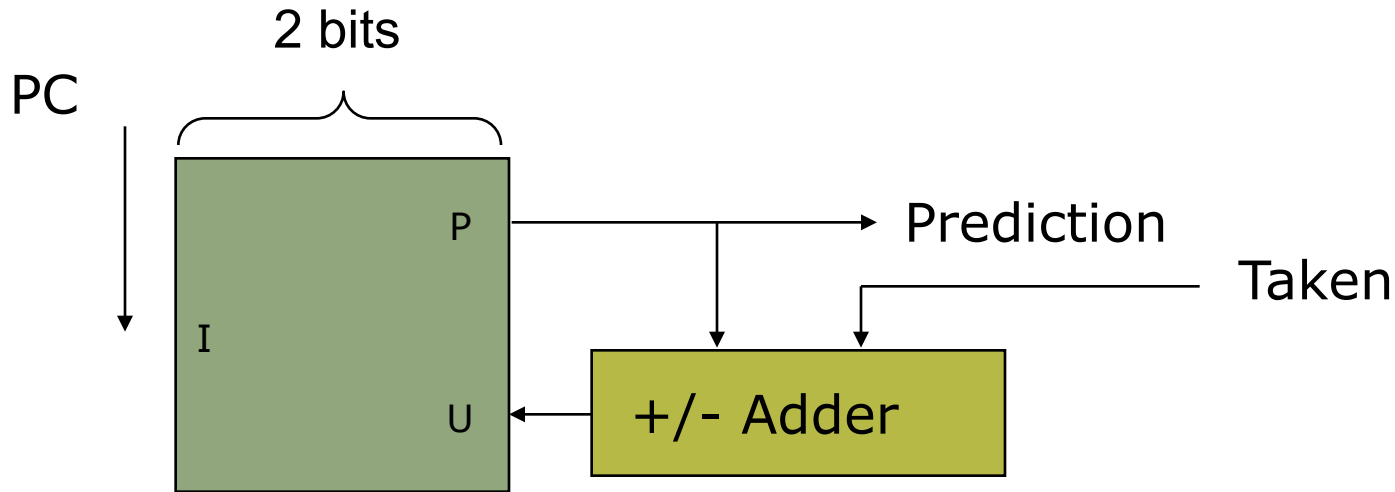 2 bits
PC
P
Prediction
Taken
I
U
+/- Adder